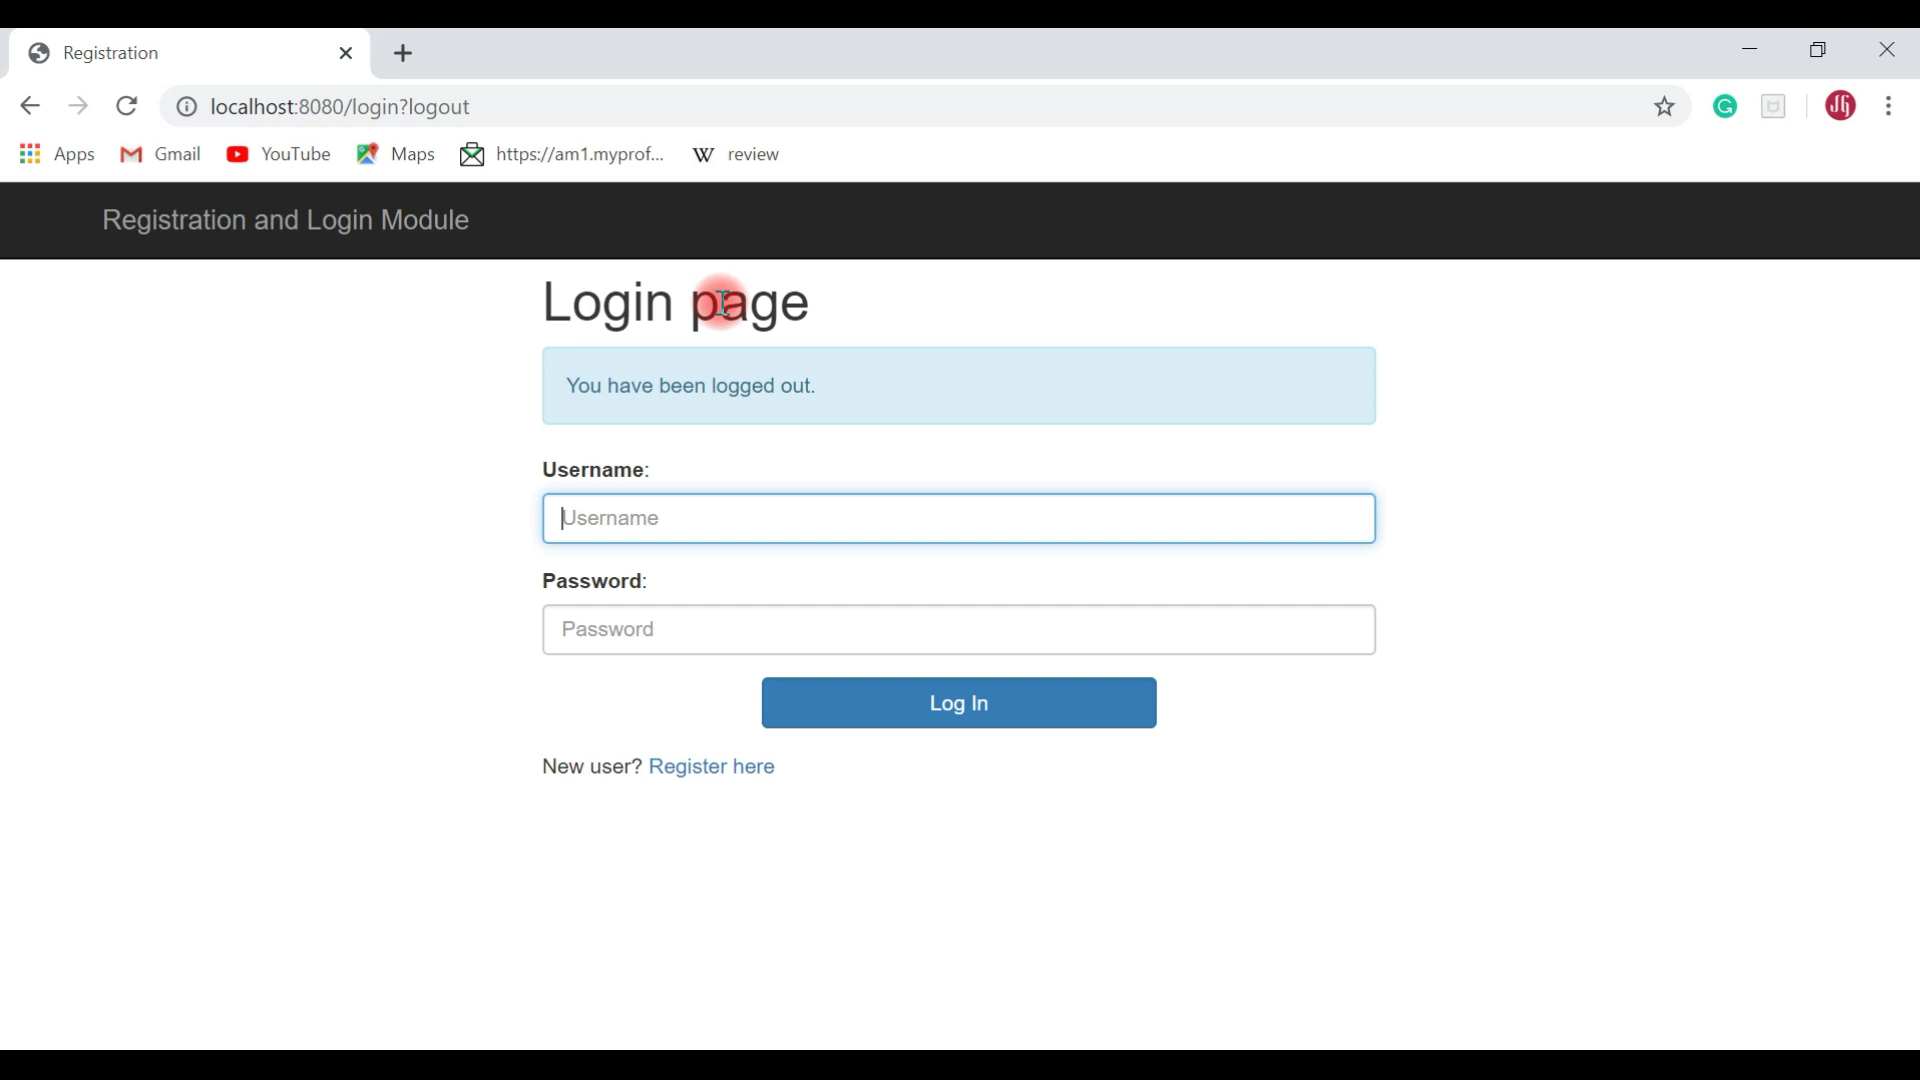 Registration
localhost:8080/login?logout
Apps Gmail YouTube Maps https://am1.myprof... W review
Registration and Login Module
Login page
You have been logged out.
Username:
Username
Password:
Password
Log In
New user? Register here